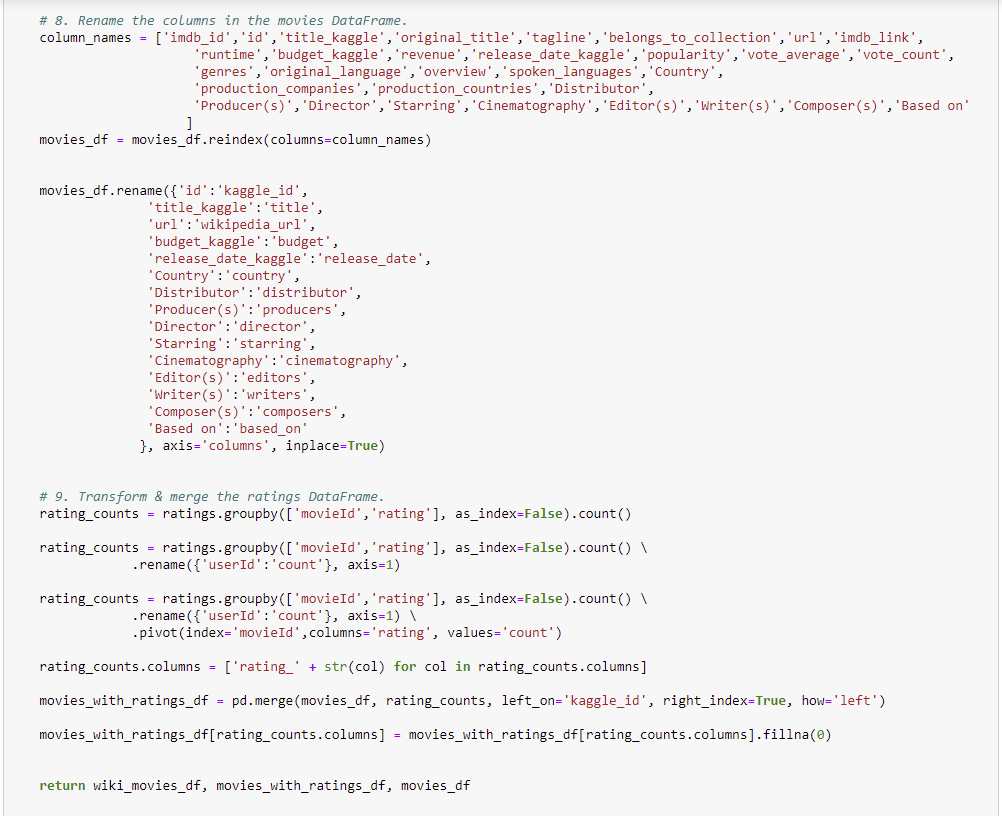 # 8. Rename the columns in the movies DataFrame.
column_names = ['imdb_id','id','title_kaggle','original_title','tagline','belongs_to_collection','url','imdb_link',
'runtime','budget_kaggle','revenue','release_date_kaggle','popularity','vote_average','vote_count',
'genres','original_language','overview','spoken_languages','Country',
'production_companies','production_countries','Distributor',
'Producer(s)','Director','Starring','Cinematography','Editor(s)','Writer(s)','Composer(s)','Based on'
]
movies_df = movies_df.reindex(columns=column_names)
movies_df.rename({'id':'kaggle_id',
'title_kaggle':'title',
'url':'wikipedia_url',
'budget_kaggle':'budget',
'release_date_kaggle':'release_date',
'Country':'country',
'Distributor':'distributor',
'Producer(s)':'producers',
'Director':'director',
'Starring':'starring',
'Cinematography':'cinematography',
'Editor(s)':'editors',
'Writer(s)':'writers',
'Composer(s)':'composers',
'Based on':'based_on'
}, axis='columns', inplace=True)
# 9. Transform & merge the ratings DataFrame.
rating_counts = ratings.groupby(['movieId','rating'], as_index=False).count()
rating_counts = ratings.groupby(['movieId','rating'], as_index=False).count() \
.rename({'userId':'count'}, axis=1)
rating_counts = ratings.groupby(['movieId','rating'], as_index=False).count() \
.rename({'userId':'count'}, axis=1) \
.pivot(index='movieId',columns='rating', values='count')
rating_counts.columns = ['rating_' + str(col) for col in rating_counts.columns]
movies_with_ratings_df = pd.merge(movies_df, rating_counts, left_on='kaggle_id', right_index=True, how='left')
movies_with_ratings_df[rating_counts.columns] = movies_with_ratings_df[rating_counts.columns].fillna(0)
return wiki_movies_df, movies_with_ratings_df, movies_df